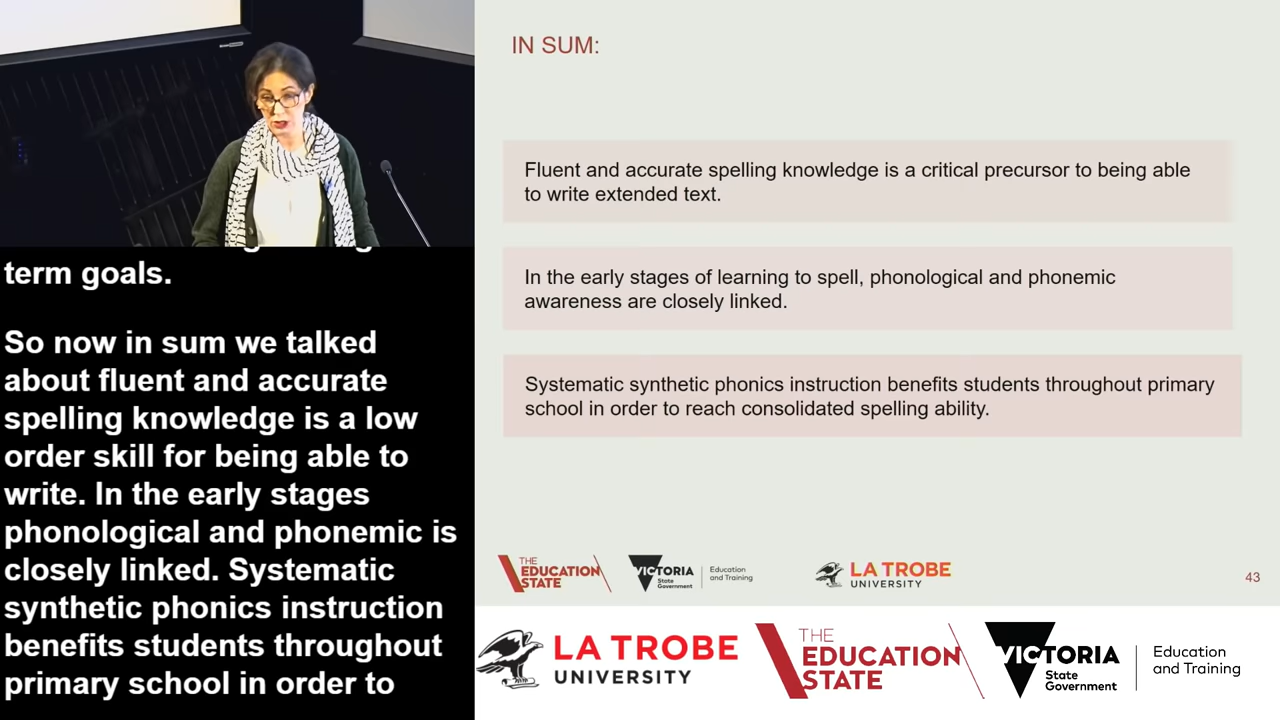 term goals.
So now in sum we talked
about fluent and accurate
spelling knowledge is a low
order skill for being able to
write. In the early stages
phonological and phonemic is
closely linked. Systematic
synthetic phonics instruction
benefits students throughout
primary school in order to
IN SUM:
Fluent and accurate spelling knowledge is a critical precursor to being able
to write extended text.
In the early stages of learning to spell, phonological and phonemic
awareness are closely linked.
Systematic synthetic phonics instruction benefits students throughout primary
school in order to reach consolidated spelling ability.
THE
EDUCATION
STATE
VICTORIA
State
Government
Education
and Training
LA TROBE
UNIVERSITY
43
LA TROBE
UNIVERSITY
THE
EDUCATION
STATE
VICTORIA
State
Government
Education
and Training